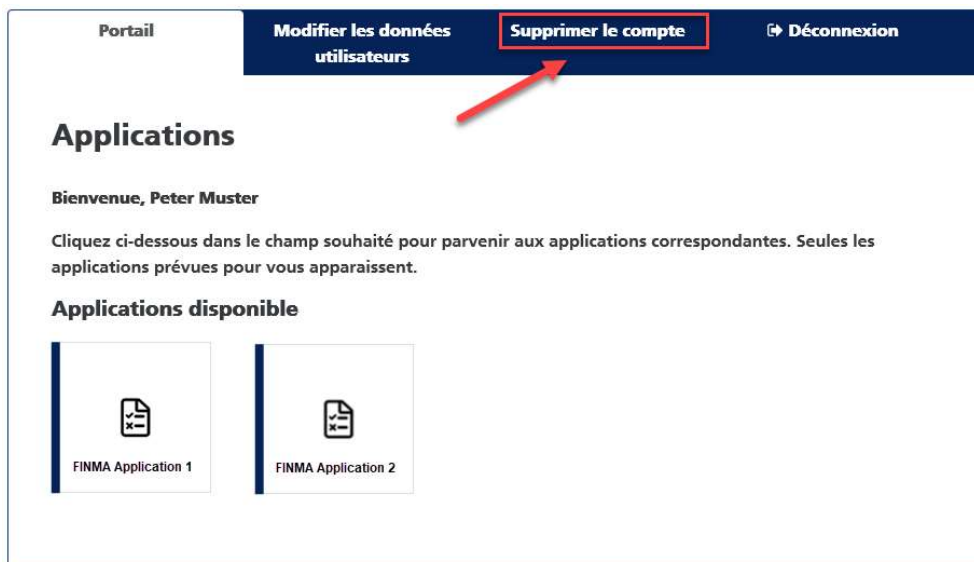 Portail
Modifier les données
utilisateurs
Supprimer le compte
Déconnexion
Applications
Bienvenue, Peter Muster
Cliquez ci-dessous dans le champ souhaité pour parvenir aux applications correspondantes. Seules les
applications prévues pour vous apparaissent.
Applications disponible
FINMA Application 1
FINMA Application 2